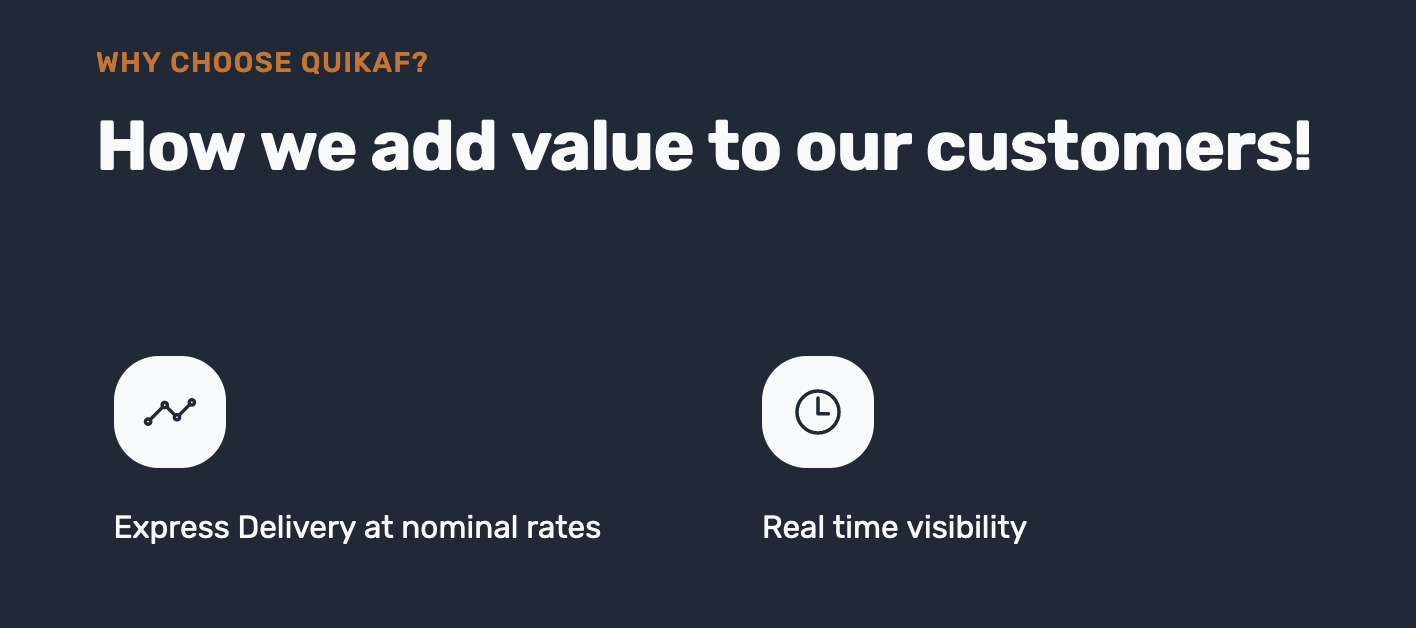 WHY CHOOSE QUIKAF?
How we add value to our customers!
Express Delivery at nominal rates
Real time visibility